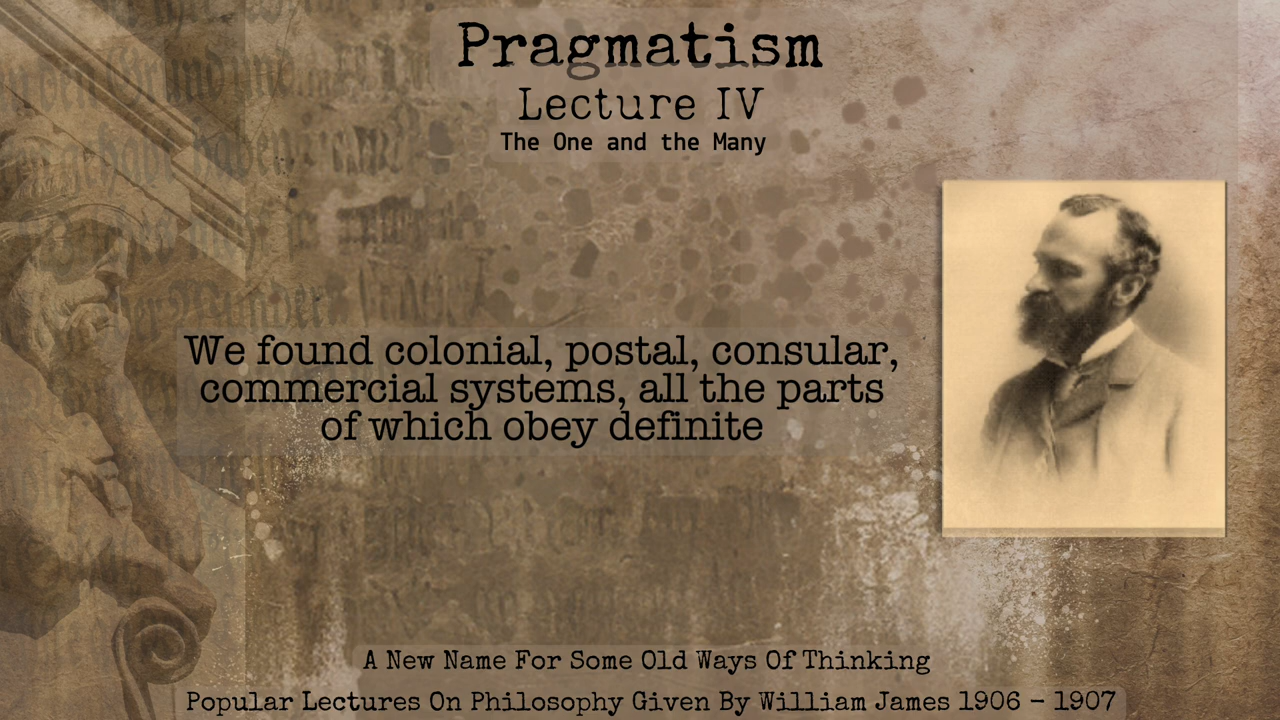 Pragmatism
Lecture IV
The One and the Many
We found colonial, postal, consular,
commercial systems, all the parts
of which obey definite
A New Name For Some Old Ways Of Thinking
Popular Lectures On Philosophy Given By William James 1906 - 1907